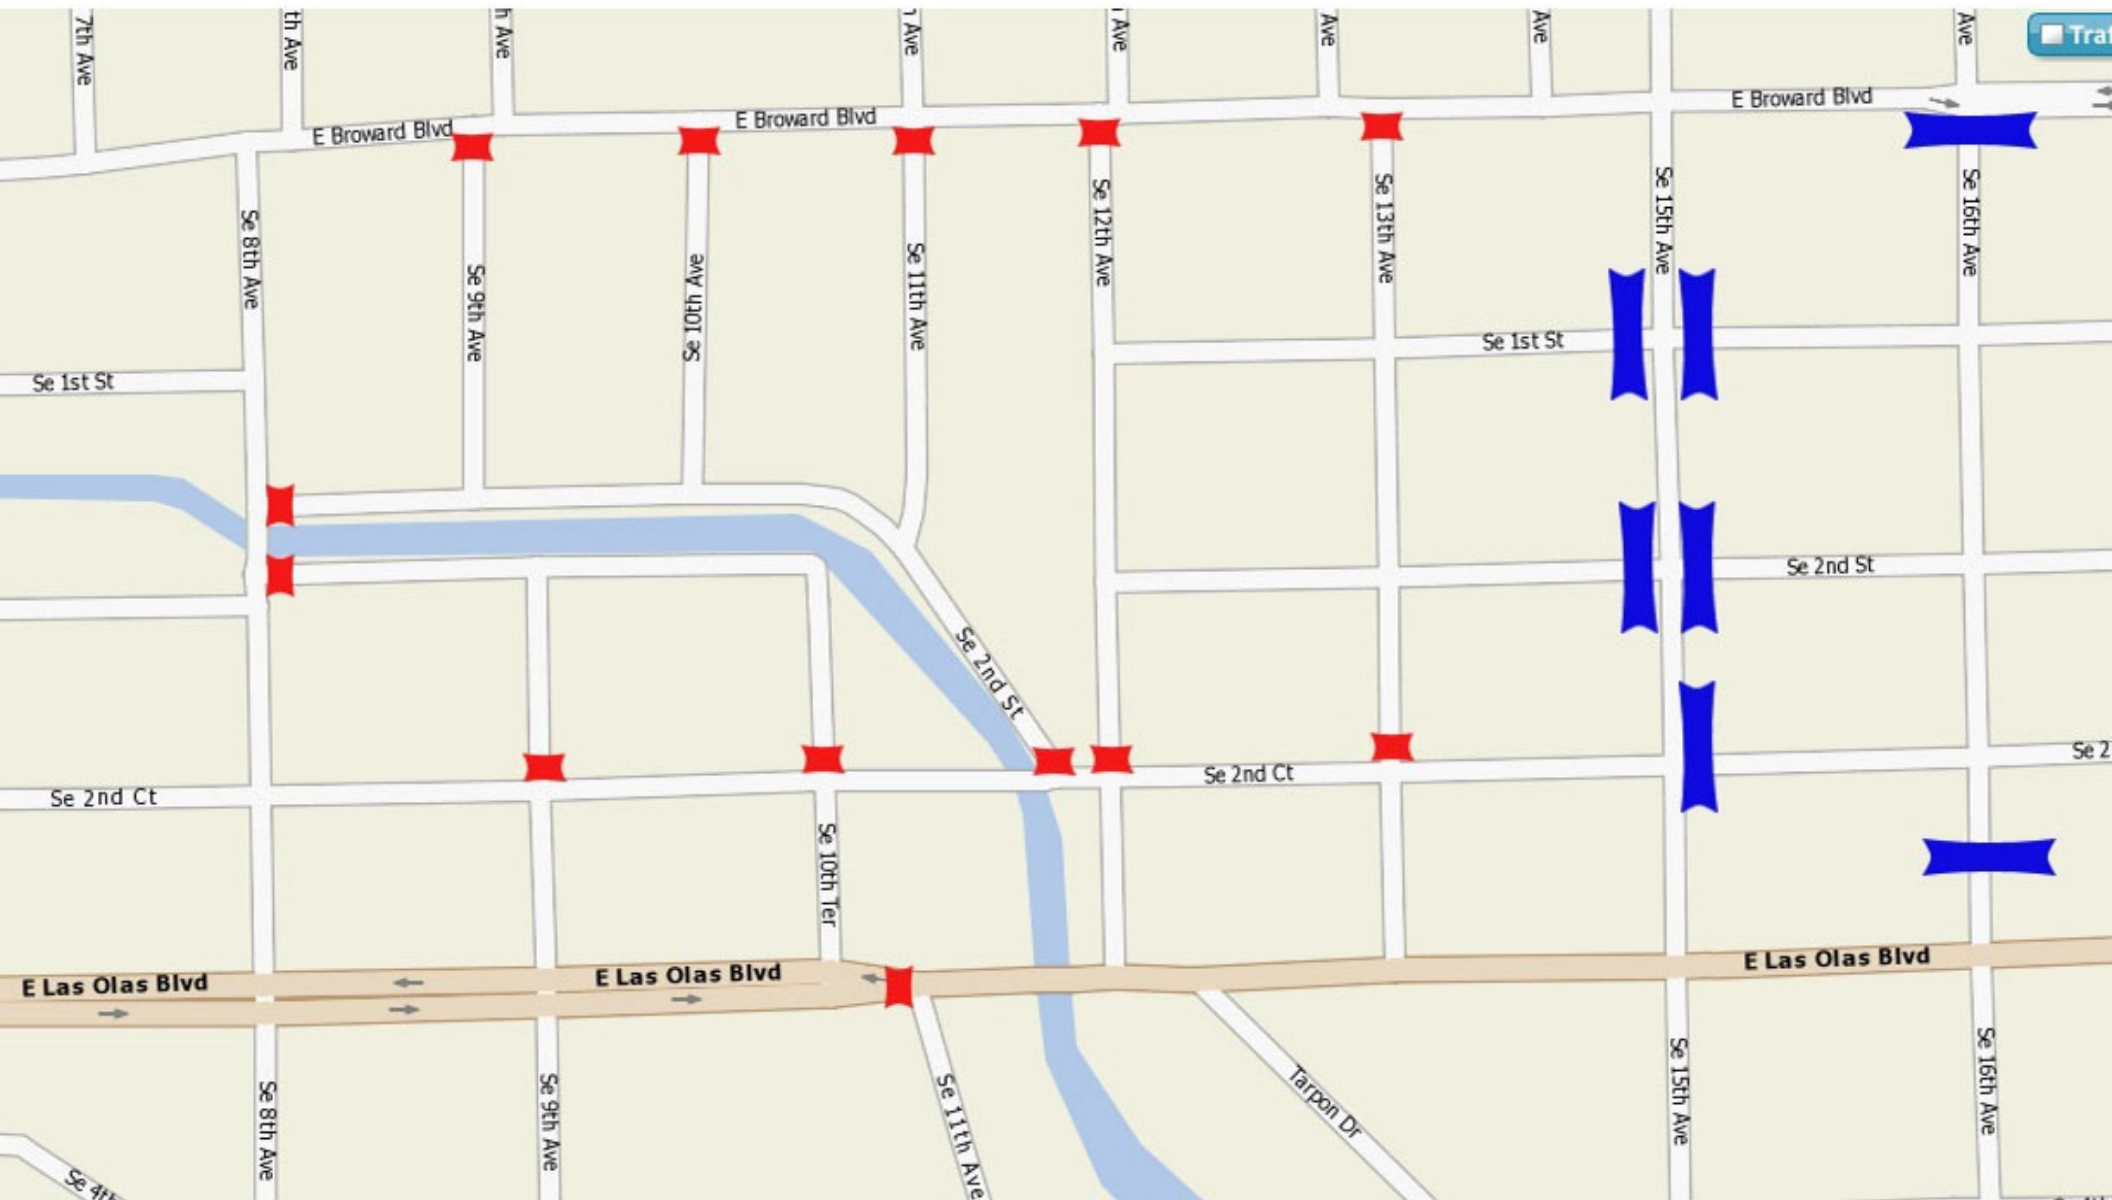 7th Ave
th Ave
h Ave
Ave
Ave
Ave
Ave
Ave
Traf
E Broward Blvd
E Broward Blvd
E Broward Blvd
Se 8th Ave
Se 9th Ave
Se 10th Ave
Se 11th Ave
Se 12th Ave
Se 13th Ave
Se 15th Ave
Se 16th Ave
Se 1st St
Se 1st St
Se 2nd St
Se 2nd St
Se 2nd Ct
Se 2nd Ct
Se 2
Se 10th Ter
E Las Olas Blvd
E Las Olas Blvd
E Las Olas Blvd
Se 8th Ave
Se 9th Ave
Se 11th Ave
Tarpon Dr
Se 15th Ave
Se 16th Ave
Se 4th